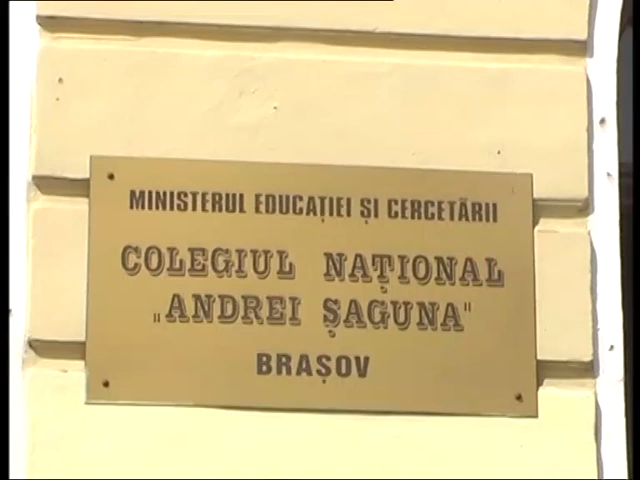 MINISTERUL EDUCAȚIEI ȘI CERCETĂRII
COLEGIUL NAȚIONAL
„ANDREI ȘAGUNA"
BRAȘOV